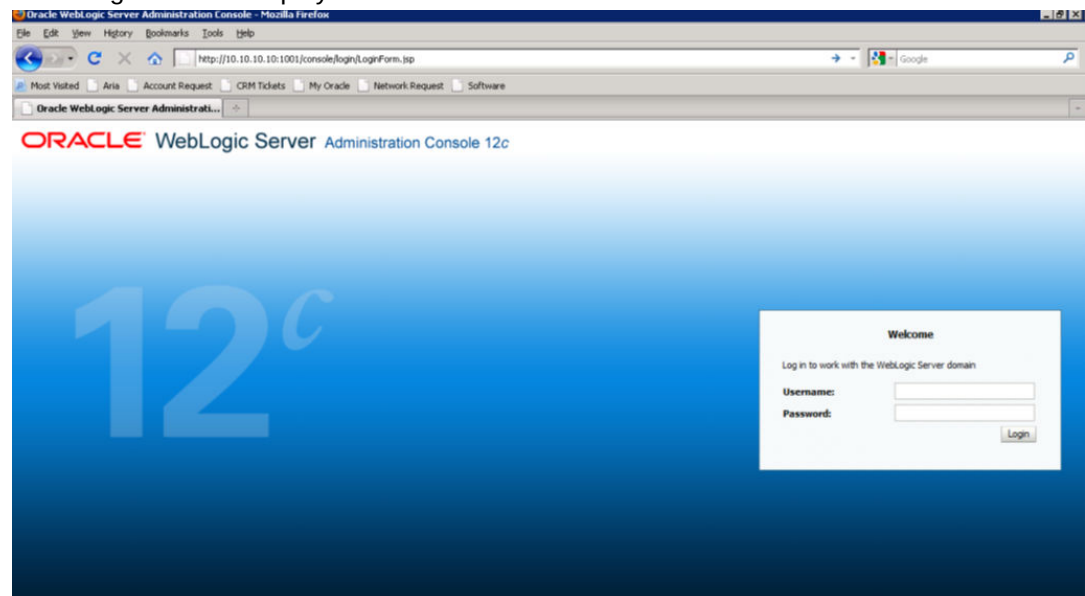 Oracle WebLogic Server Administration Console - Mozilla Firefox
File Edit View History Bookmarks Tools Help
http://10.10.10.10:1001/console/login/LoginForm.jsp Google
Most Visited Aria Account Request CRM Tickets My Oracle Network Request Software
Oracle WebLogic Server Administrati...
ORACLE WebLogic Server Administration Console 12c
12c
Welcome
Log in to work with the WebLogic Server domain
Username:
Password:
Login